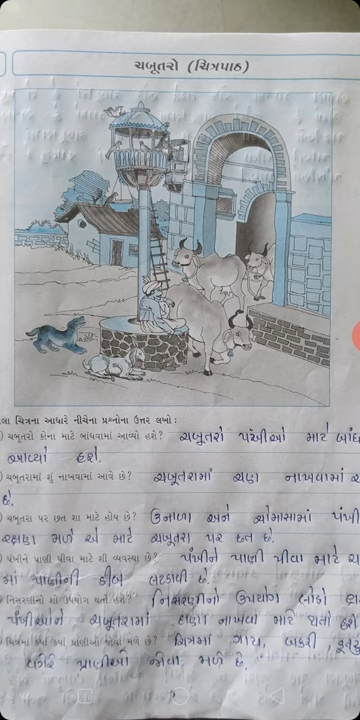 ચબૂતરો (ચિત્રપાઠ)
ચિત્રના આધારે નીચેના પ્રશ્નોના ઉત્તર લખો :
ચબૂતરો કોના માટે બાંધવામાં આવ્યો હશે? ચબૂતરો પંખીઓ માટે
આવ્યો હશે.
ચબૂતરામાં શું નાખવામાં આવે છે? ચબૂતરામાં ચણ નાખવામાં
છે.
ચબૂતરા પર છત શા માટે હોય છે? ઉનાળા અને ચોમાસામાં
રક્ષણ મળે એ માટે ચબૂતરા પર છત છે.
પંખીને પાણી પીવા માટે શી વ્યવસ્થા છે? પંખીને પાણી પીવા માટે
માં પાણીની ઠીબ લટકાવી છે.
નિસરણીનો શો ઉપયોગ થતો હશે? નિસરણીનો ઉપયોગ લોકો
પંખીઓને ચબૂતરામાં દાણા નાખવા માટે થતો હશે
ચિત્રમાં કયાં કયાં પ્રાણીઓ જોવા મળે છે? ચિત્રમાં ગાય, બકરી,
વગેરે પ્રાણીઓ જોવા મળે છે.